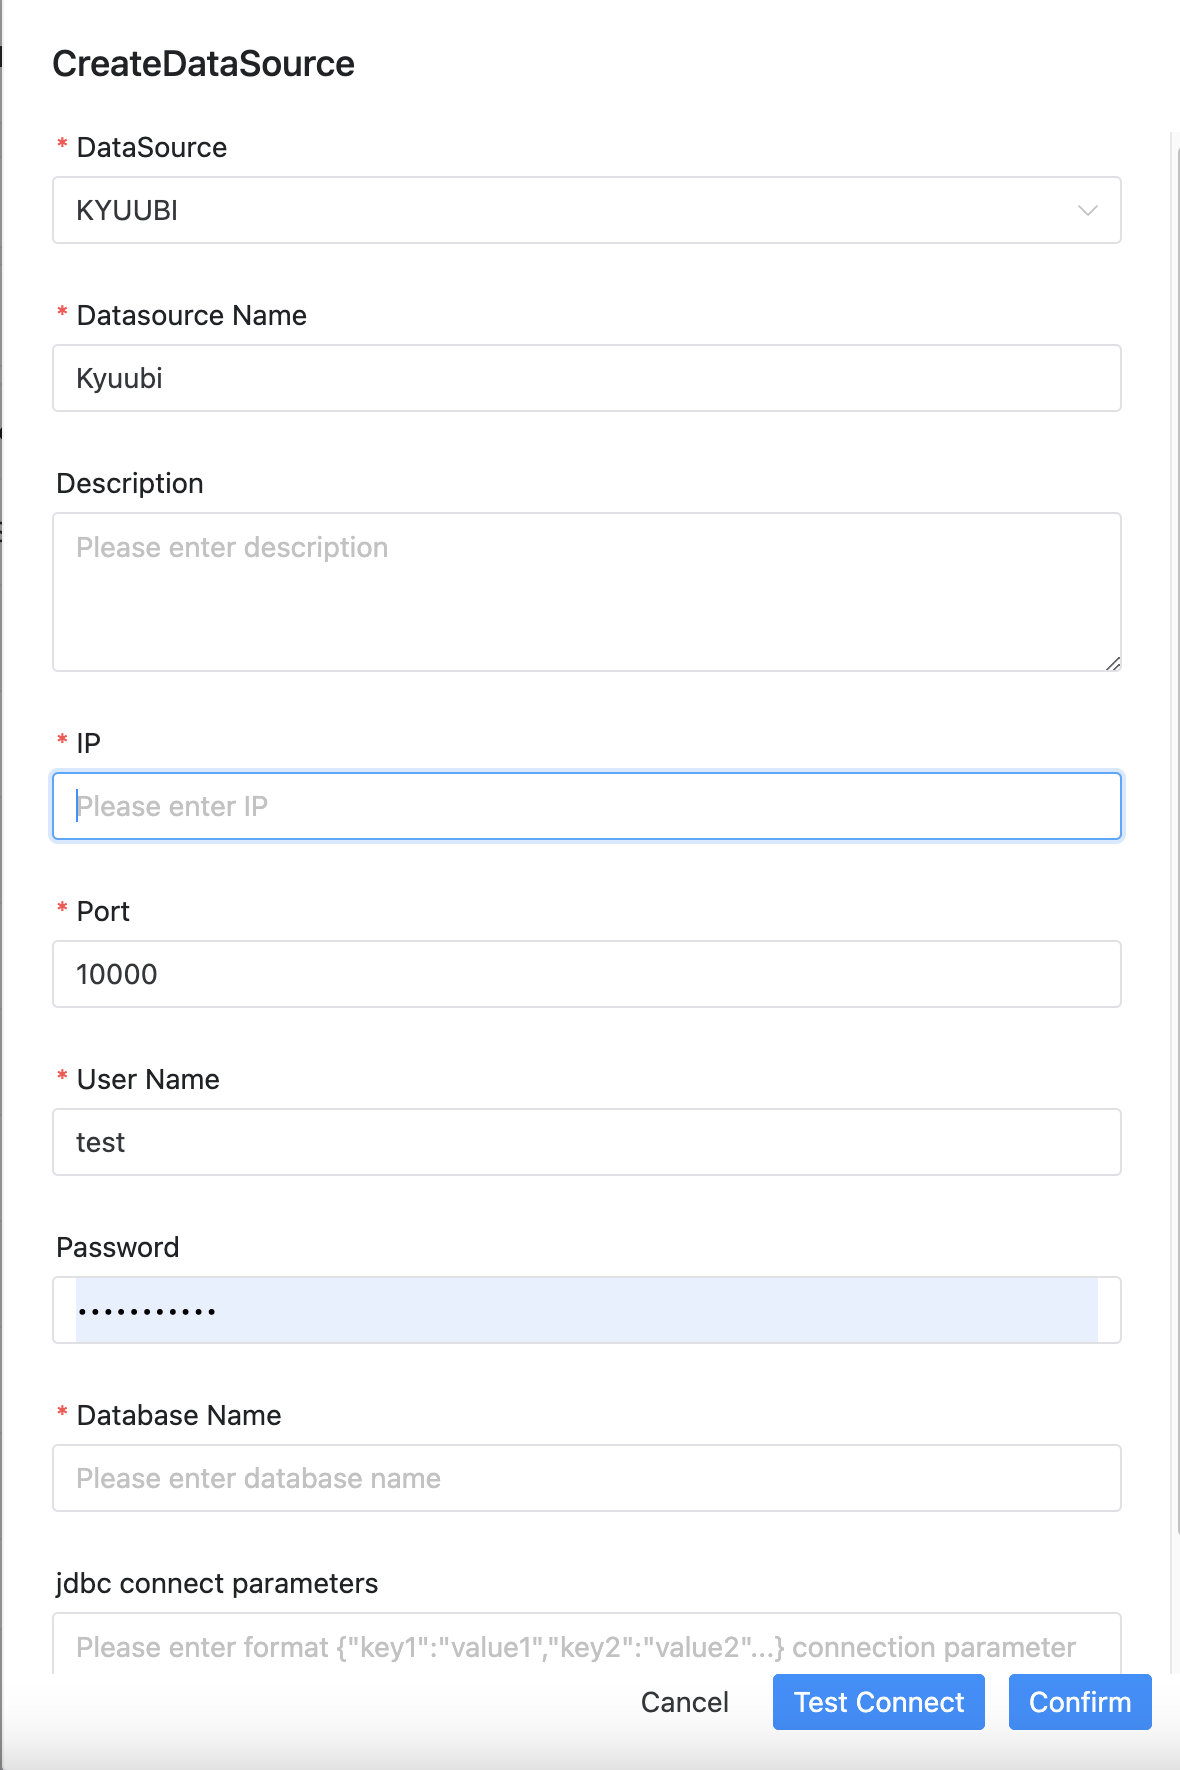 CreateDataSource
* DataSource
KYUUBI
* Datasource Name
Kyuubi
Description
Please enter description
* IP
Please enter IP
* Port
10000
* User Name
test
Password
•••••••••••
* Database Name
Please enter database name
jdbc connect parameters
Please enter format {"key1":"value1","key2":"value2"...} connection parameter
Cancel Test Connect Confirm